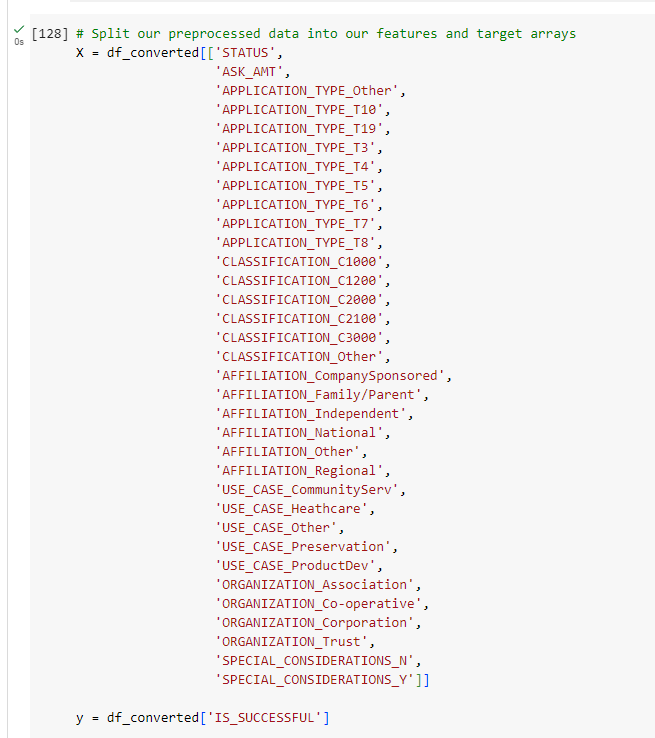 [128] # Split our preprocessed data into our features and target arrays
0s
X = df_converted[['STATUS',
'ASK_AMT',
'APPLICATION_TYPE_Other',
'APPLICATION_TYPE_T10',
'APPLICATION_TYPE_T19',
'APPLICATION_TYPE_T3',
'APPLICATION_TYPE_T4',
'APPLICATION_TYPE_T5',
'APPLICATION_TYPE_T6',
'APPLICATION_TYPE_T7',
'APPLICATION_TYPE_T8',
'CLASSIFICATION_C1000',
'CLASSIFICATION_C1200',
'CLASSIFICATION_C2000',
'CLASSIFICATION_C2100',
'CLASSIFICATION_C3000',
'CLASSIFICATION_Other',
'AFFILIATION_CompanySponsored',
'AFFILIATION_Family/Parent',
'AFFILIATION_Independent',
'AFFILIATION_National',
'AFFILIATION_Other',
'AFFILIATION_Regional',
'USE_CASE_CommunityServ',
'USE_CASE_Heathcare',
'USE_CASE_Other',
'USE_CASE_Preservation',
'USE_CASE_ProductDev',
'ORGANIZATION_Association',
'ORGANIZATION_Co-operative',
'ORGANIZATION_Corporation',
'ORGANIZATION_Trust',
'SPECIAL_CONSIDERATIONS_N',
'SPECIAL_CONSIDERATIONS_Y']]
y = df_converted['IS_SUCCESSFUL']